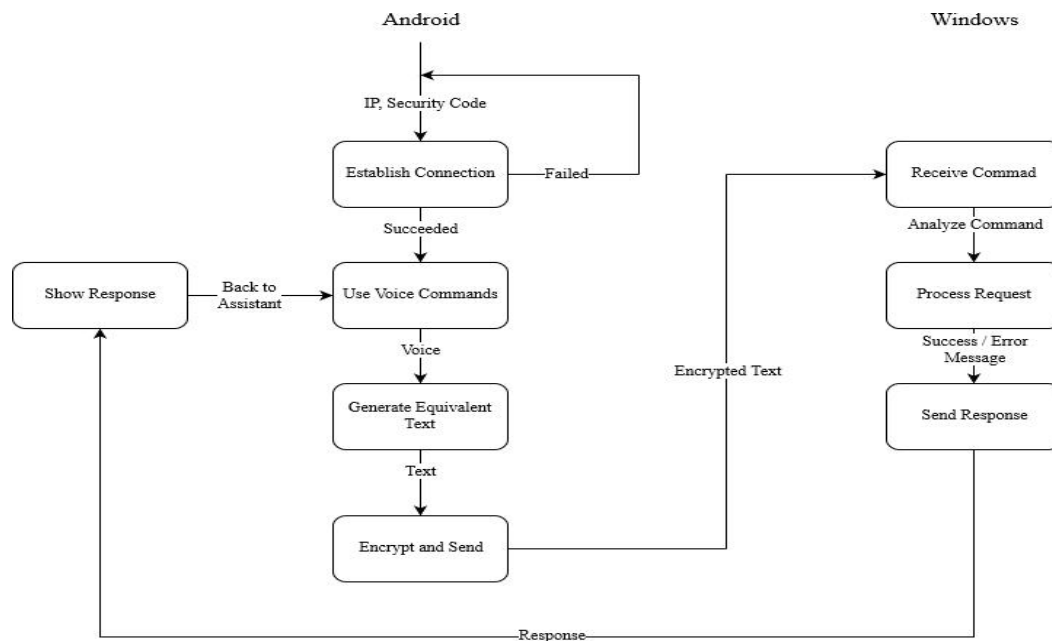 Android
Windows
IP, Security Code
Establish Connection
Failed
Receive Commad
Succeeded
Analyze Command
Show Response
Back to
Assistant
Use Voice Commands
Process Request
Voice
Success / Error
Message
Encrypted Text
Generate Equivalent
Text
Send Response
Text
Encrypt and Send
Response